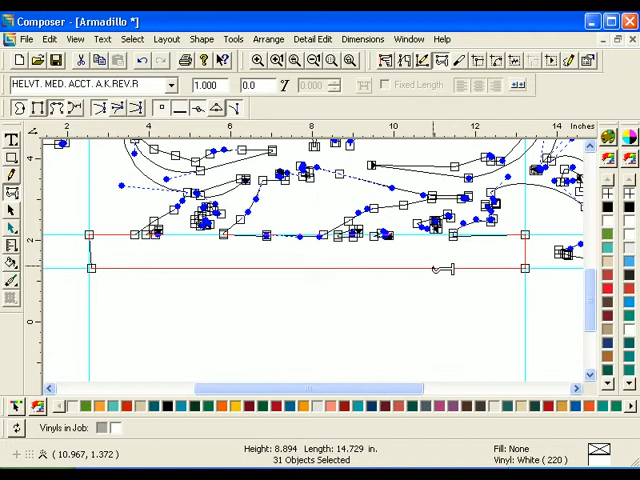 Composer - [Armadillo *]
File Edit View Text Select Layout Shape Tools Arrange Detail Edit Dimensions Window Help
HELVT. MED. ACCT. A.K.REV.R 1.000 0.0 0.000 Fixed Length
2 4 6 8 10 12 14 Inches
4
2
0
Vinyls in Job:
(10.967, 1.372)
Height: 8.894 Length: 14.729 in.
31 Objects Selected
Fill: None
Vinyl: White ( 220 )